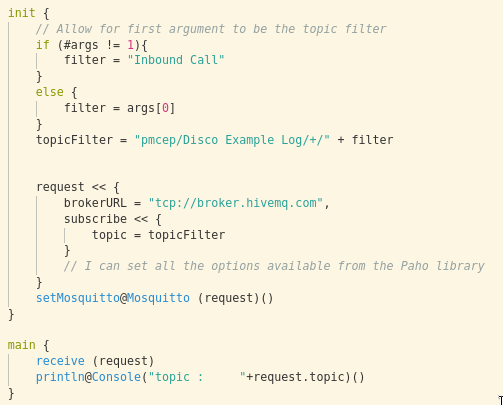 init {
    // Allow for first argument to be the topic filter
    if (#args != 1){
        filter = "Inbound Call"
    }
    else {
        filter = args[0]
    }
    topicFilter = "pmcep/Disco Example Log/+/" + filter
    request << {
        brokerURL = "tcp://broker.hivemq.com",
        subscribe << {
            topic = topicFilter
        }
        // I can set all the options available from the Paho library
    }
    setMosquitto@Mosquitto (request)()
}
main {
    receive (request)
    println@Console("topic :     "+request.topic)()
}